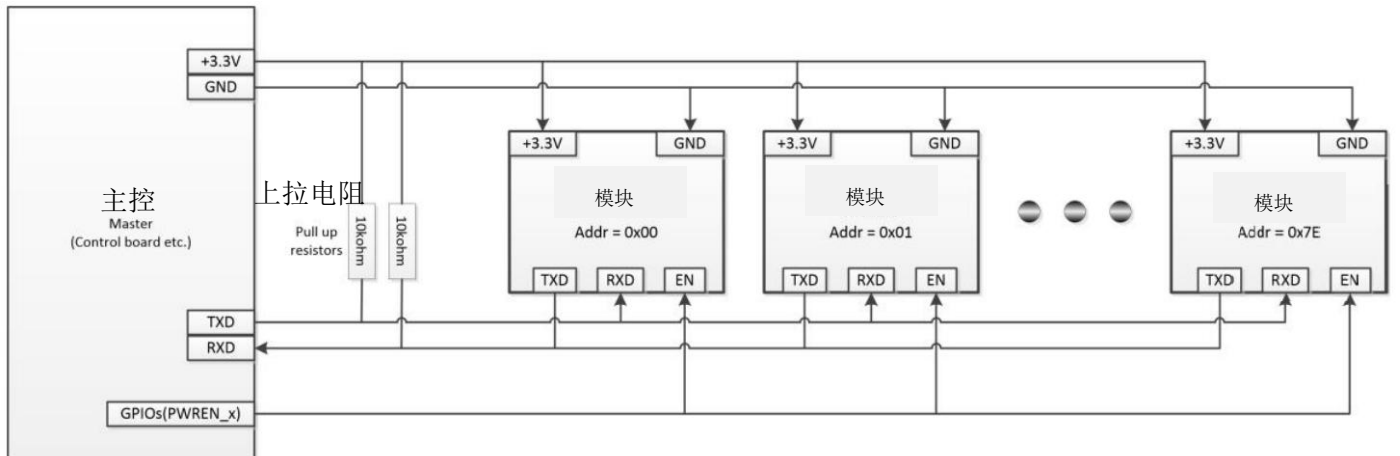 +3.3V
GND
主控
Master
(Control board etc.)
上拉电阻
Pull up
resistors
10kohm
10kohm
+3.3V
GND
模块
Addr = 0x00
TXD
RXD
EN
+3.3V
GND
模块
Addr = 0x01
TXD
RXD
EN
+3.3V
GND
模块
Addr = 0x7E
TXD
RXD
EN
TXD
RXD
GPIOs(PWREN_x)